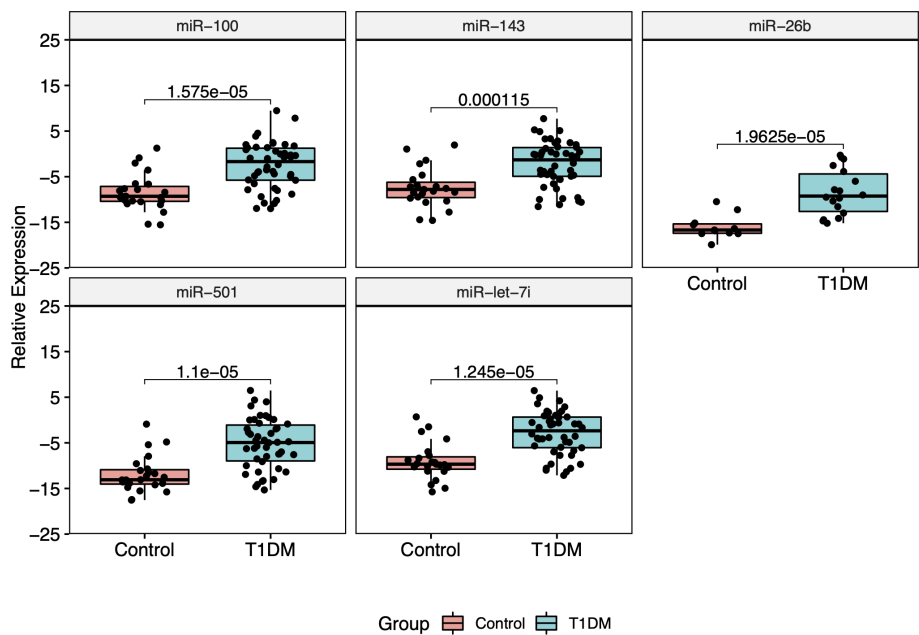 miR−100
miR−143
miR−26b
25
15
5
−5
−15
−25
1.575e−05
0.000115
1.9625e−05
Control
T1DM
Relative Expression
miR−501
miR−let−7i
25
15
5
−5
−15
−25
1.1e−05
1.245e−05
Control
T1DM
Control
T1DM
Group
Control
T1DM